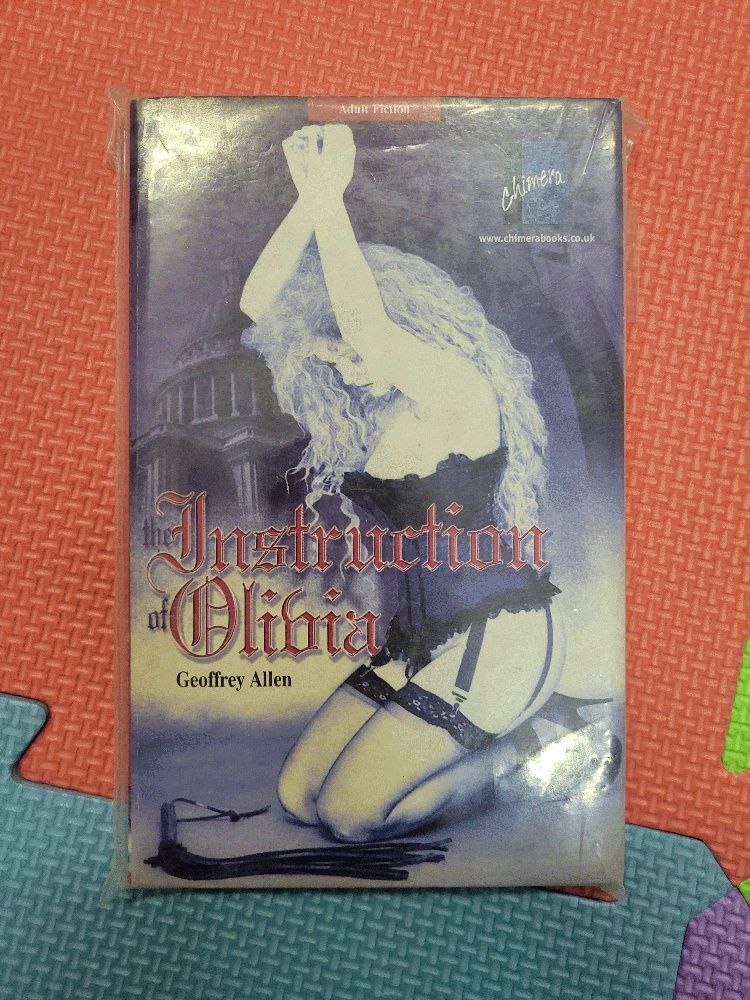 Adult Fiction
chimera
www.chimerabooks.co.uk
the Instruction
of Olivia
Geoffrey Allen